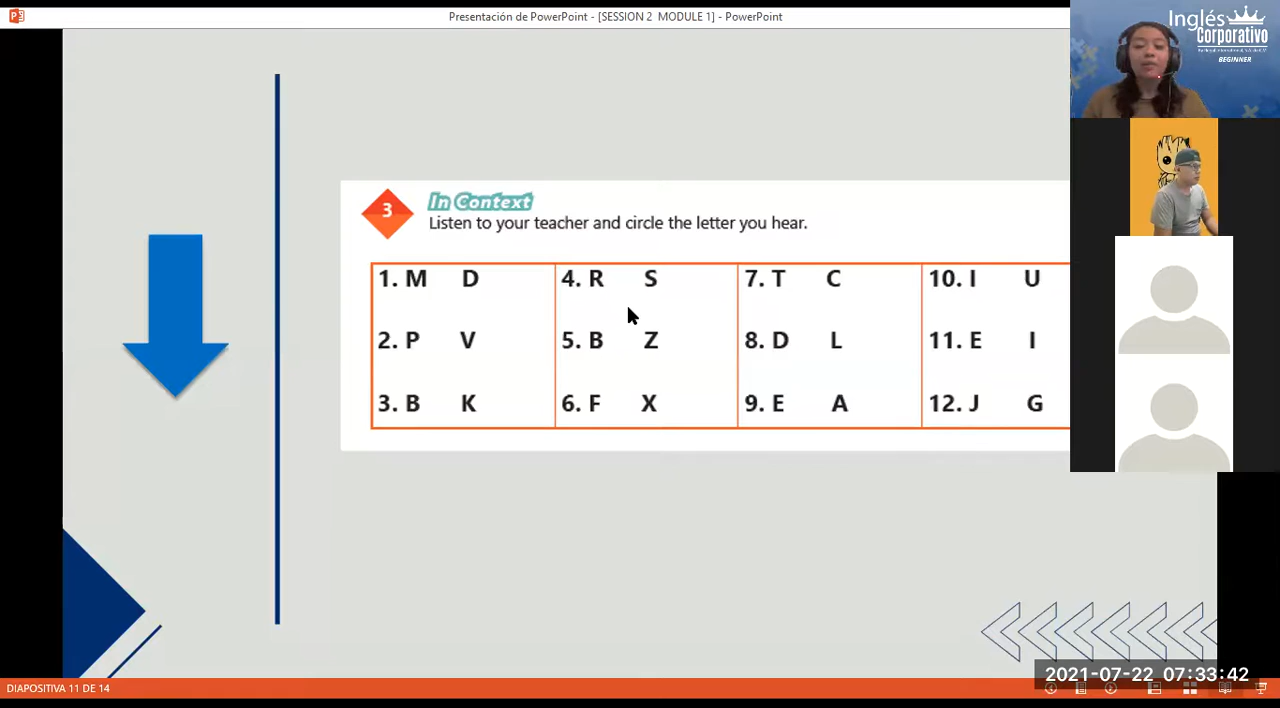 Presentación de PowerPoint - [SESSION 2 MODULE 1] - PowerPoint
Inglés
Corporativo
BEGINNER
3
In Context
Listen to your teacher and circle the letter you hear.
1. M D 4. R S 7. T C 10. I U
2. P V 5. B Z 8. D L 11. E I
3. B K 6. F X 9. E A 12. J G
2021-07-22 07:33:42
DIAPOSITIVA 11 DE 14